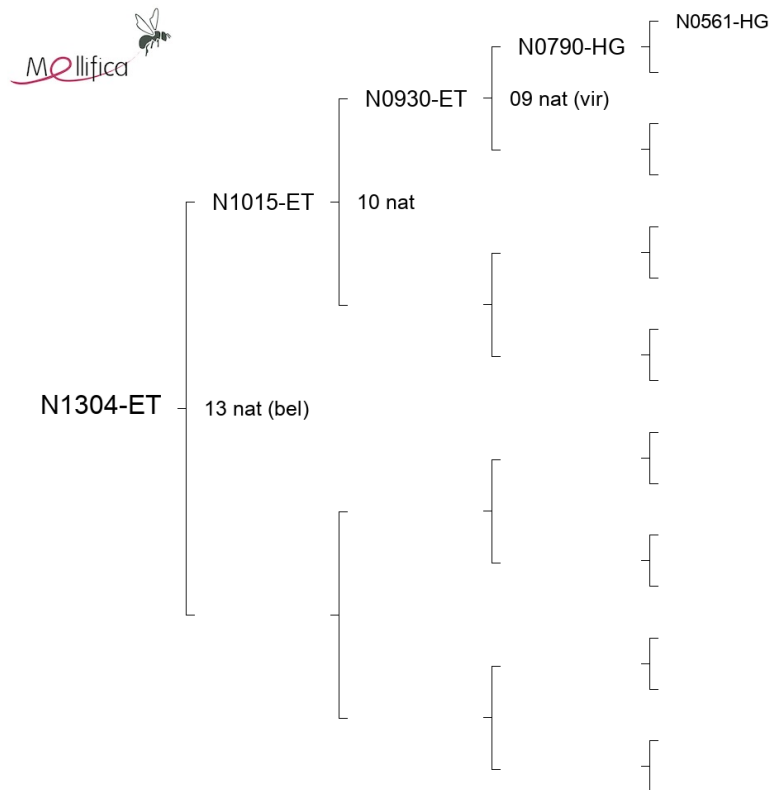 Mellifica
N0561-HG
N0790-HG
N0930-ET 09 nat (vir)
N1015-ET 10 nat
N1304-ET 13 nat (bel)